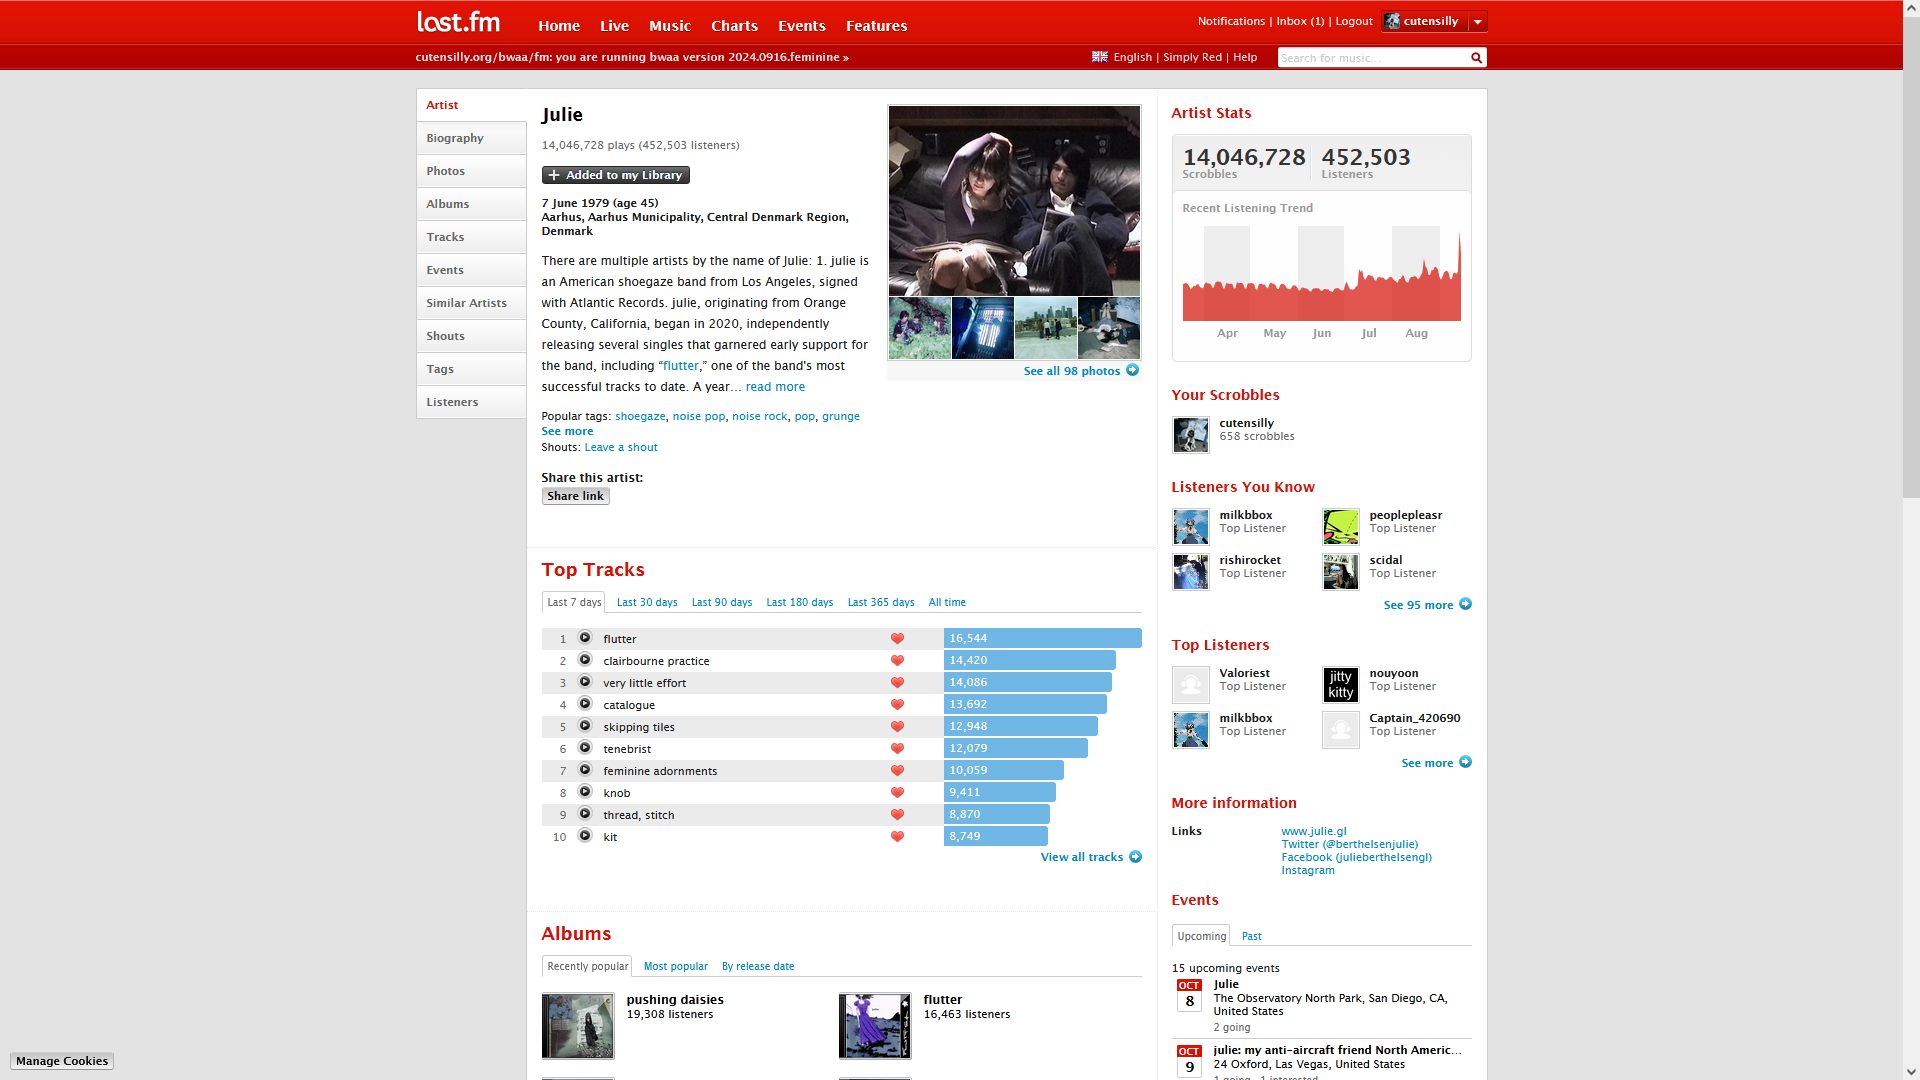 last.fm
Home Live Music Charts Events Features
Notifications | Inbox (1) | Logout
cutensilly
cutensilly.org/bwaa/fm: you are running bwaa version 2024.0916.feminine »
English | Simply Red | Help
Search for music...
Artist
Biography
Photos
Albums
Tracks
Events
Similar Artists
Shouts
Tags
Listeners
Julie
14,046,728 plays (452,503 listeners)
Added to my Library
7 June 1979 (age 45)
Aarhus, Aarhus Municipality, Central Denmark Region,
Denmark
There are multiple artists by the name of Julie: 1. julie is
an American shoegaze band from Los Angeles, signed
with Atlantic Records. julie, originating from Orange
County, California, began in 2020, independently
releasing several singles that garnered early support for
the band, including “flutter,” one of the band's most
successful tracks to date. A year… read more
Popular tags: shoegaze, noise pop, noise rock, pop, grunge
See more
Shouts: Leave a shout
Share this artist:
Share link
See all 98 photos
Top Tracks
Last 7 days Last 30 days Last 90 days Last 180 days Last 365 days All time
1 flutter 16,544
2 clairbourne practice 14,420
3 very little effort 14,086
4 catalogue 13,692
5 skipping tiles 12,948
6 tenebrist 12,079
7 feminine adornments 10,059
8 knob 9,411
9 thread, stitch 8,870
10 kit 8,749
View all tracks
Albums
Recently popular Most popular By release date
pushing daisies
19,308 listeners
flutter
16,463 listeners
Artist Stats
14,046,728 452,503
Scrobbles Listeners
Recent Listening Trend
Apr May Jun Jul Aug
Your Scrobbles
cutensilly
658 scrobbles
Listeners You Know
milkbbox
Top Listener
peoplepleasr
Top Listener
rishirocket
Top Listener
scidal
Top Listener
See 95 more
Top Listeners
Valoriest
Top Listener
jitty
kitty
nouyoon
Top Listener
milkbbox
Top Listener
Captain_420690
Top Listener
See more
More information
Links
www.julie.gl
Twitter (@berthelsenjulie)
Facebook (julieberthelsengl)
Instagram
Events
Upcoming Past
15 upcoming events
OCT
8
Julie
The Observatory North Park, San Diego, CA,
United States
2 going
OCT
9
julie: my anti-aircraft friend North Americ...
24 Oxford, Las Vegas, United States
1 going · 1 interested
Manage Cookies